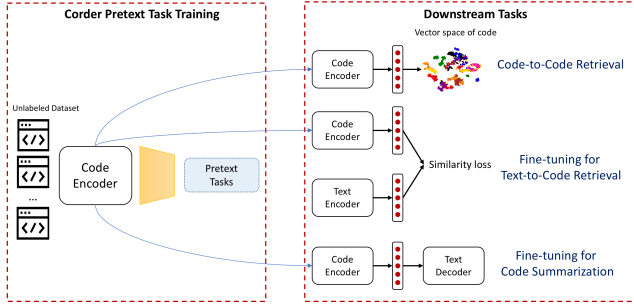 Corder Pretext Task Training
Unlabeled Dataset
...
Code
Encoder
Pretext
Tasks
Downstream Tasks
Vector space of code
Code
Encoder
Code-to-Code Retrieval
Code
Encoder
Similarity loss
Text
Encoder
Fine-tuning for
Text-to-Code Retrieval
Code
Encoder
Text
Decoder
Fine-tuning for
Code Summarization